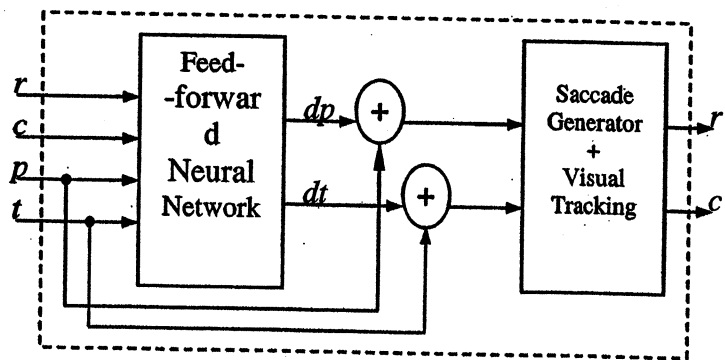 r
c
p
t
Feed-
-forwar
d
Neural
Network
dp
dt
+
+
Saccade
Generator
+
Visual
Tracking
r
c